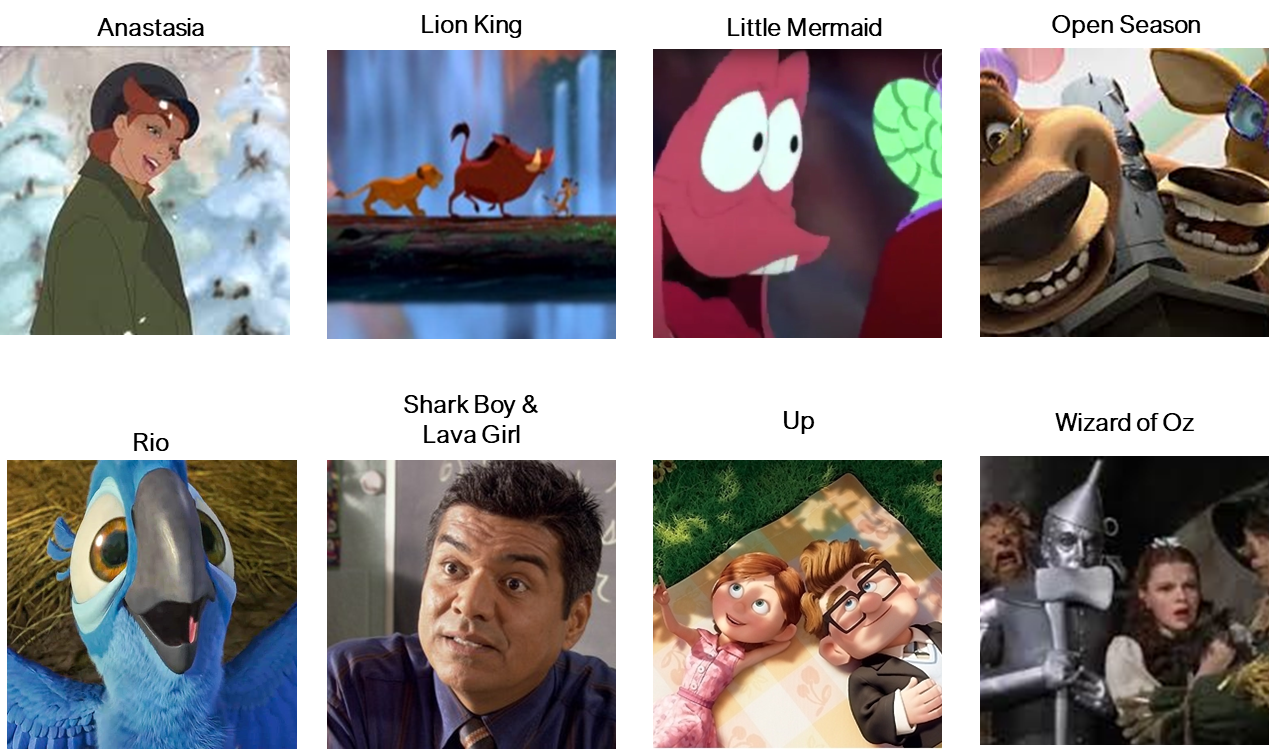 Anastasia
Lion King
Little Mermaid
Open Season
Rio
Shark Boy &
Lava Girl
Up
Wizard of Oz